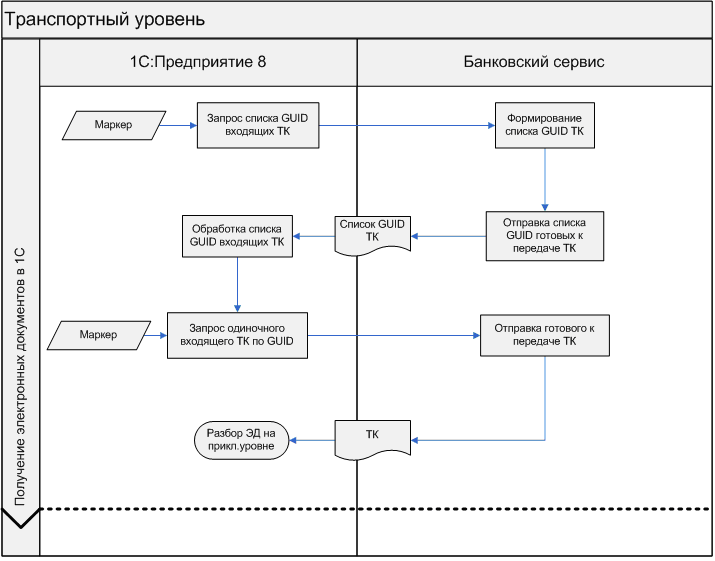 Транспортный уровень
1С:Предприятие 8
Банковский сервис
Получение электронных документов в 1С
Маркер
Запрос списка GUID
входящих ТК
Формирование
списка GUID ТК
Обработка списка
GUID входящих ТК
Список GUID
ТК
Отправка списка
GUID готовых к
передаче ТК
Маркер
Запрос одиночного
входящего ТК по GUID
Отправка готового к
передаче ТК
Разбор ЭД на
прикл.уровне
ТК